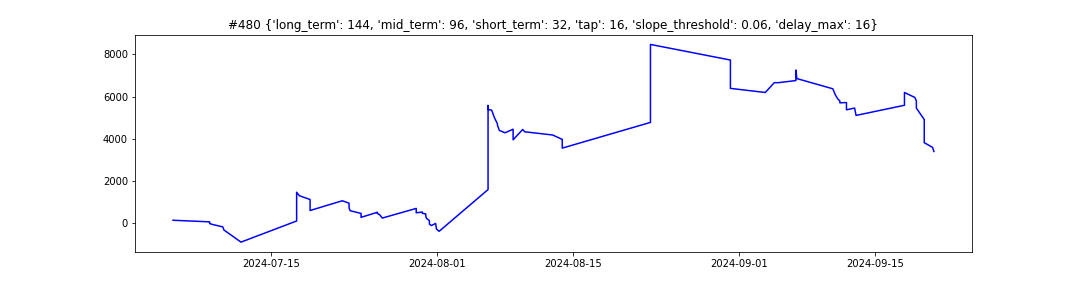 #480 {'long_term': 144, 'mid_term': 96, 'short_term': 32, 'tap': 16, 'slope_threshold': 0.06, 'delay_max': 16}
8000
6000
4000
2000
0
2024-07-15 2024-08-01 2024-08-15 2024-09-01 2024-09-15